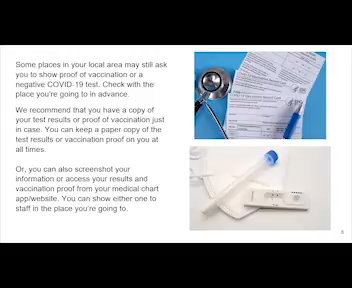 Some places in your local area may still ask
you to show proof of vaccination or a
negative COVID-19 test. Check with the
place you're going to in advance.
We recommend that you have a copy of
your test results or proof of vaccination just
in case. You can keep a paper copy of the
test results or vaccination proof on you at
all times.
Or, you can also screenshot your
information or access your results and
vaccination proof from your medical chart
app/website. You can show either one to
staff in the place you're going to.